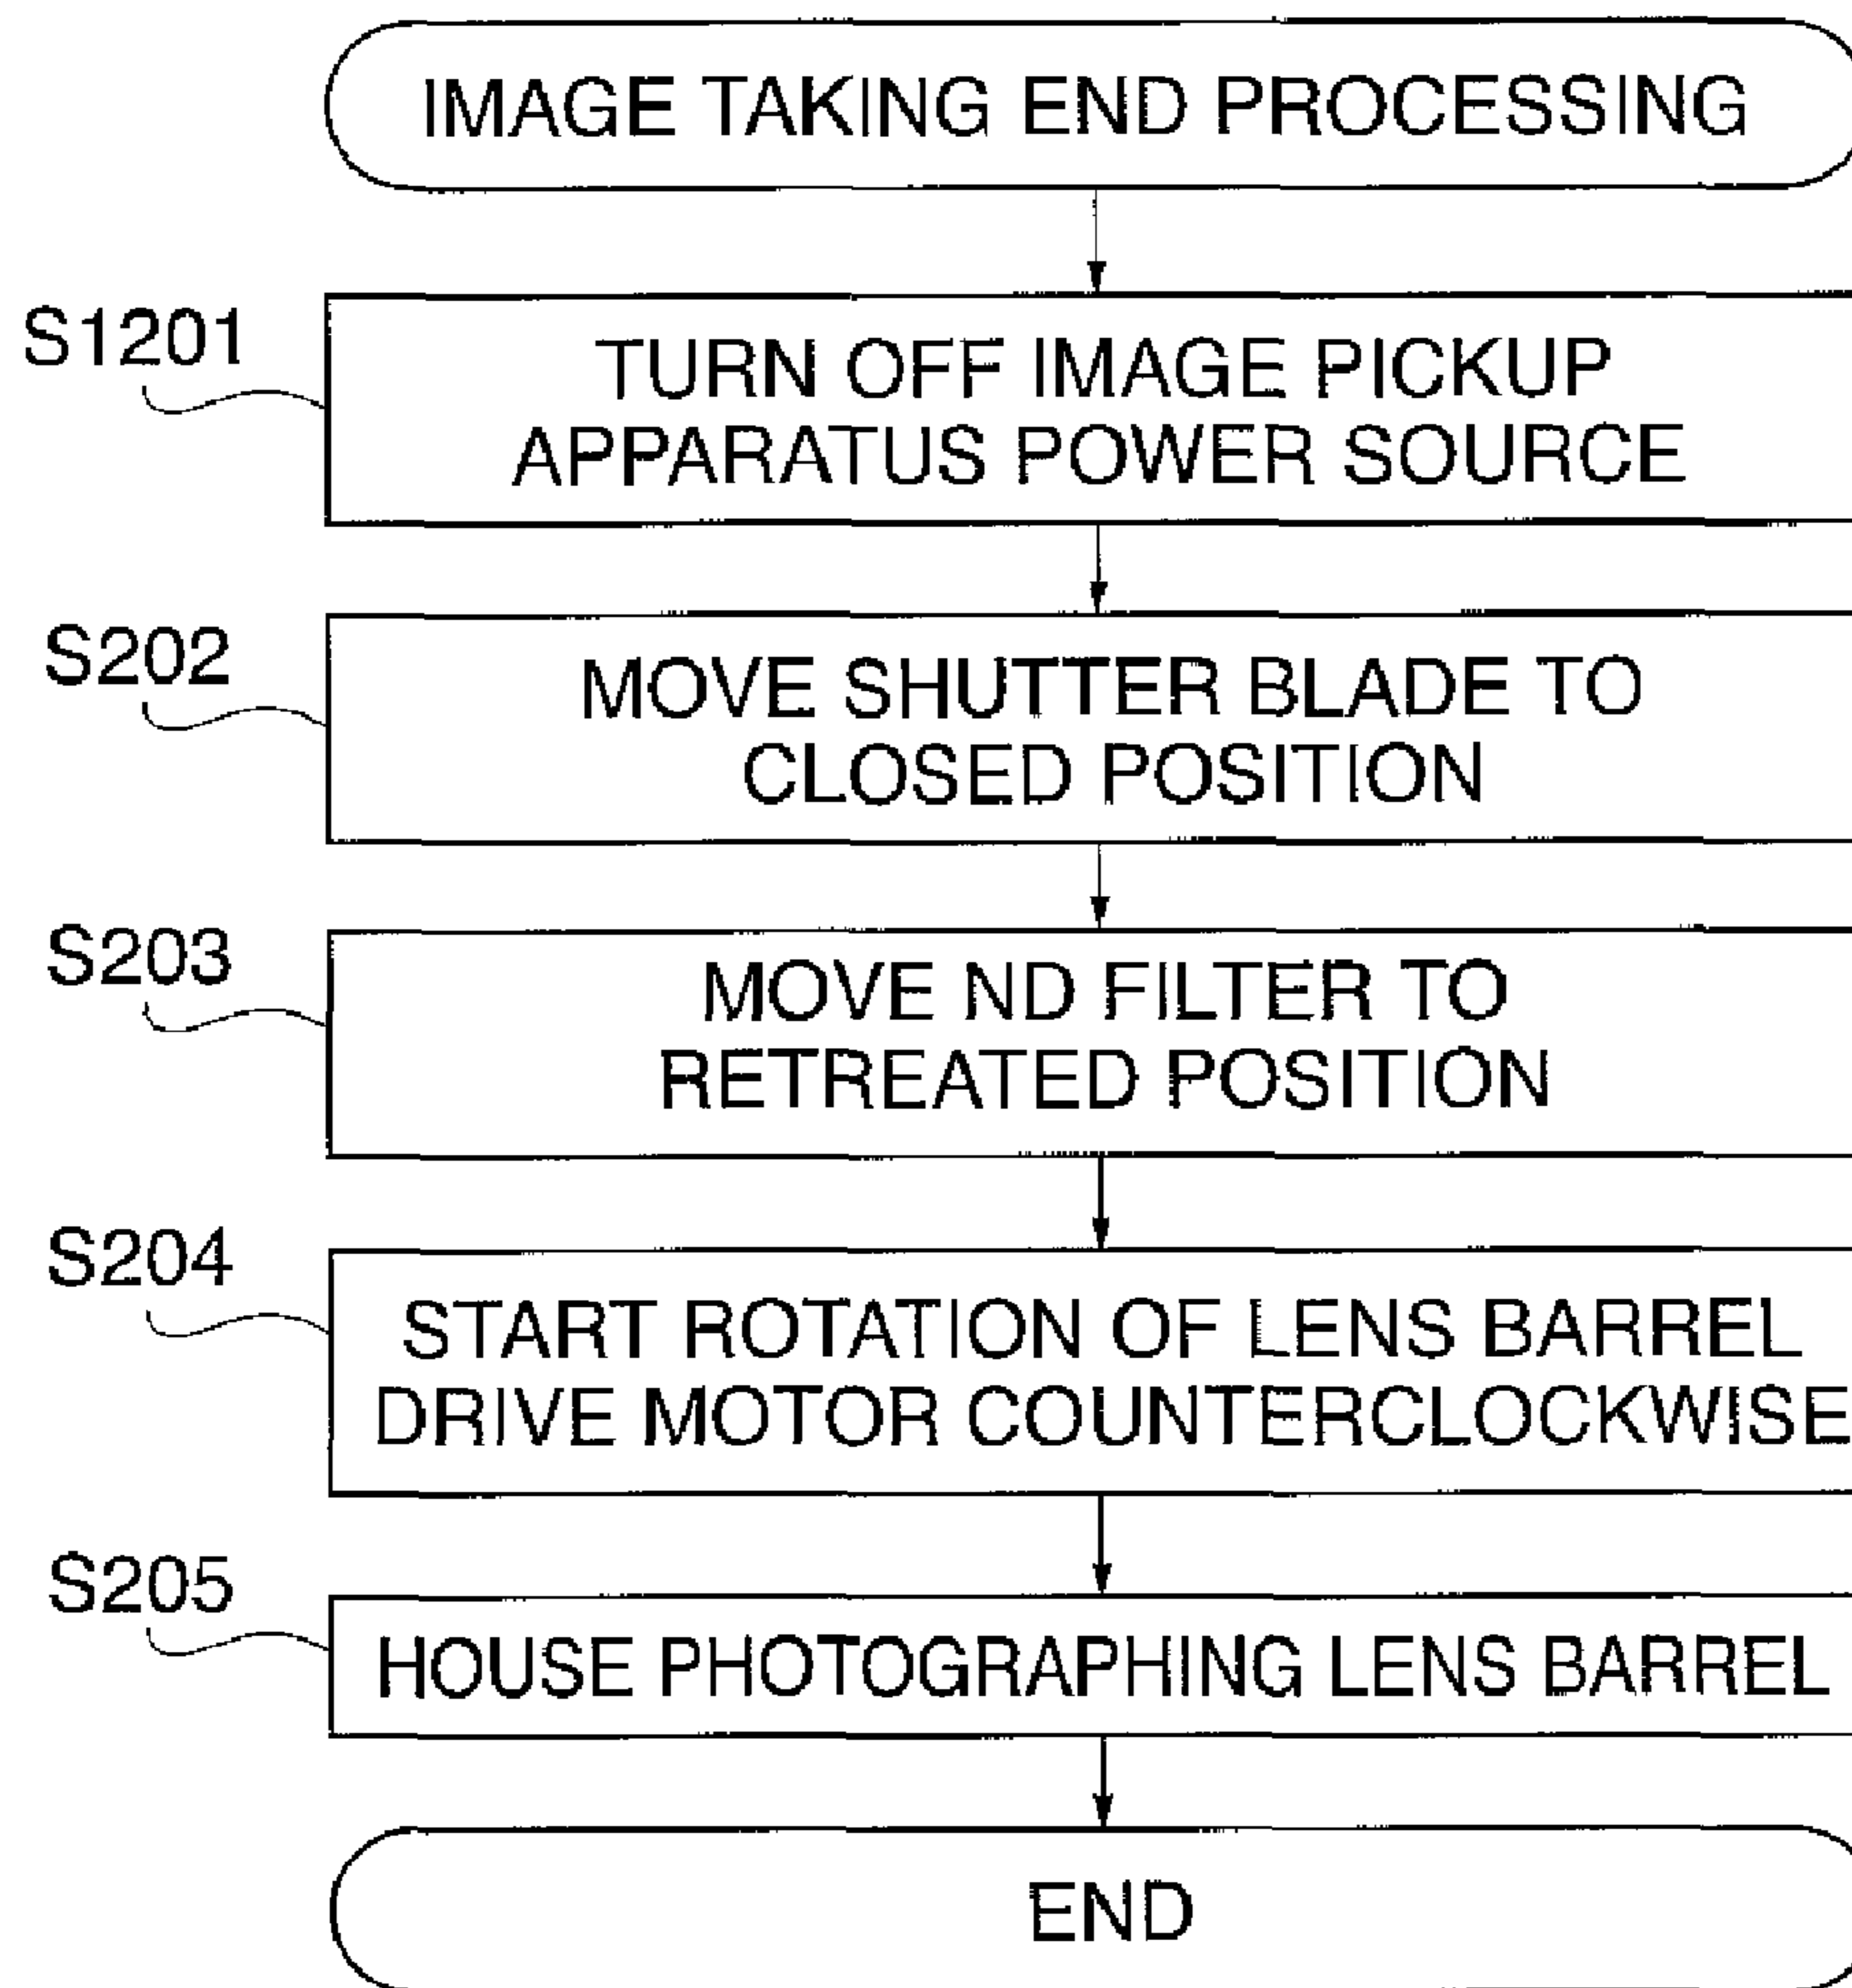 IMAGE TAKING END PROCESSING
S1201
TURN OFF IMAGE PICKUP
APPARATUS POWER SOURCE
S202
MOVE SHUTTER BLADE TO
CLOSED POSITION
S203
MOVE ND FILTER TO
RETREATED POSITION
S204
START ROTATION OF LENS BARREL
DRIVE MOTOR COUNTERCLOCKWISE
S205
HOUSE PHOTOGRAPHING LENS BARREL
END